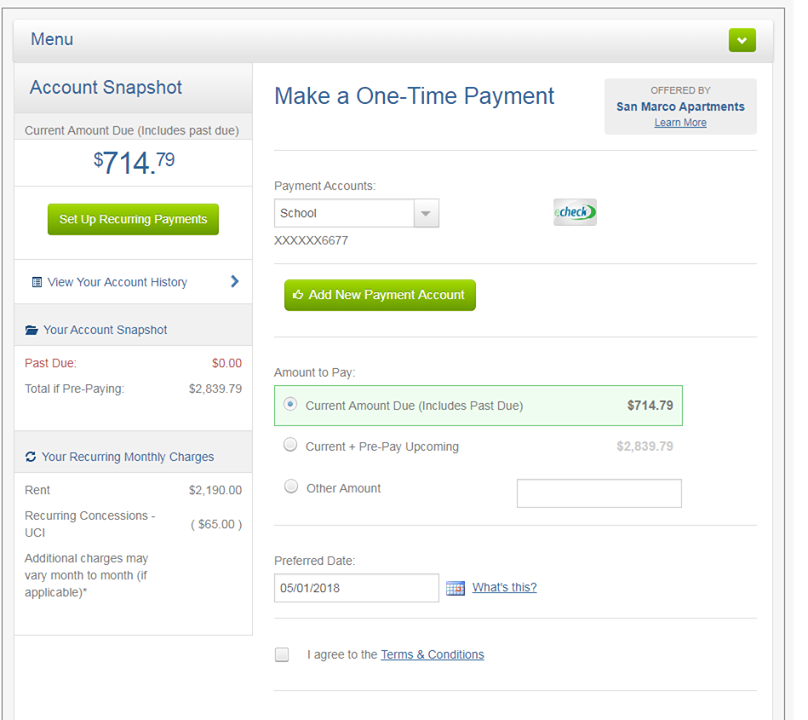 Menu
Account Snapshot
Current Amount Due (Includes past due)
$714.79
Set Up Recurring Payments
View Your Account History
Your Account Snapshot
Past Due: $0.00
Total if Pre-Paying: $2,839.79
Your Recurring Monthly Charges
Rent $2,190.00
Recurring Concessions -
UCI ( $65.00 )
Additional charges may
vary month to month (if
applicable)*
Make a One-Time Payment
OFFERED BY
San Marco Apartments
Learn More
Payment Accounts:
School
echeck
XXXXXX6677
Add New Payment Account
Amount to Pay:
Current Amount Due (Includes Past Due) $714.79
Current + Pre-Pay Upcoming $2,839.79
Other Amount
Preferred Date:
05/01/2018 What's this?
I agree to the Terms & Conditions